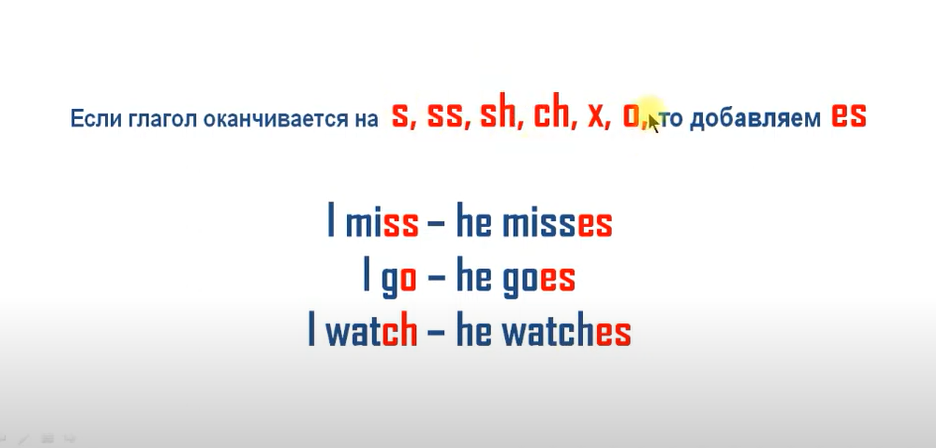 Если глагол оканчивается на s, ss, sh, ch, x, o, то добавляем es
I miss – he misses
I go – he goes
I watch – he watches